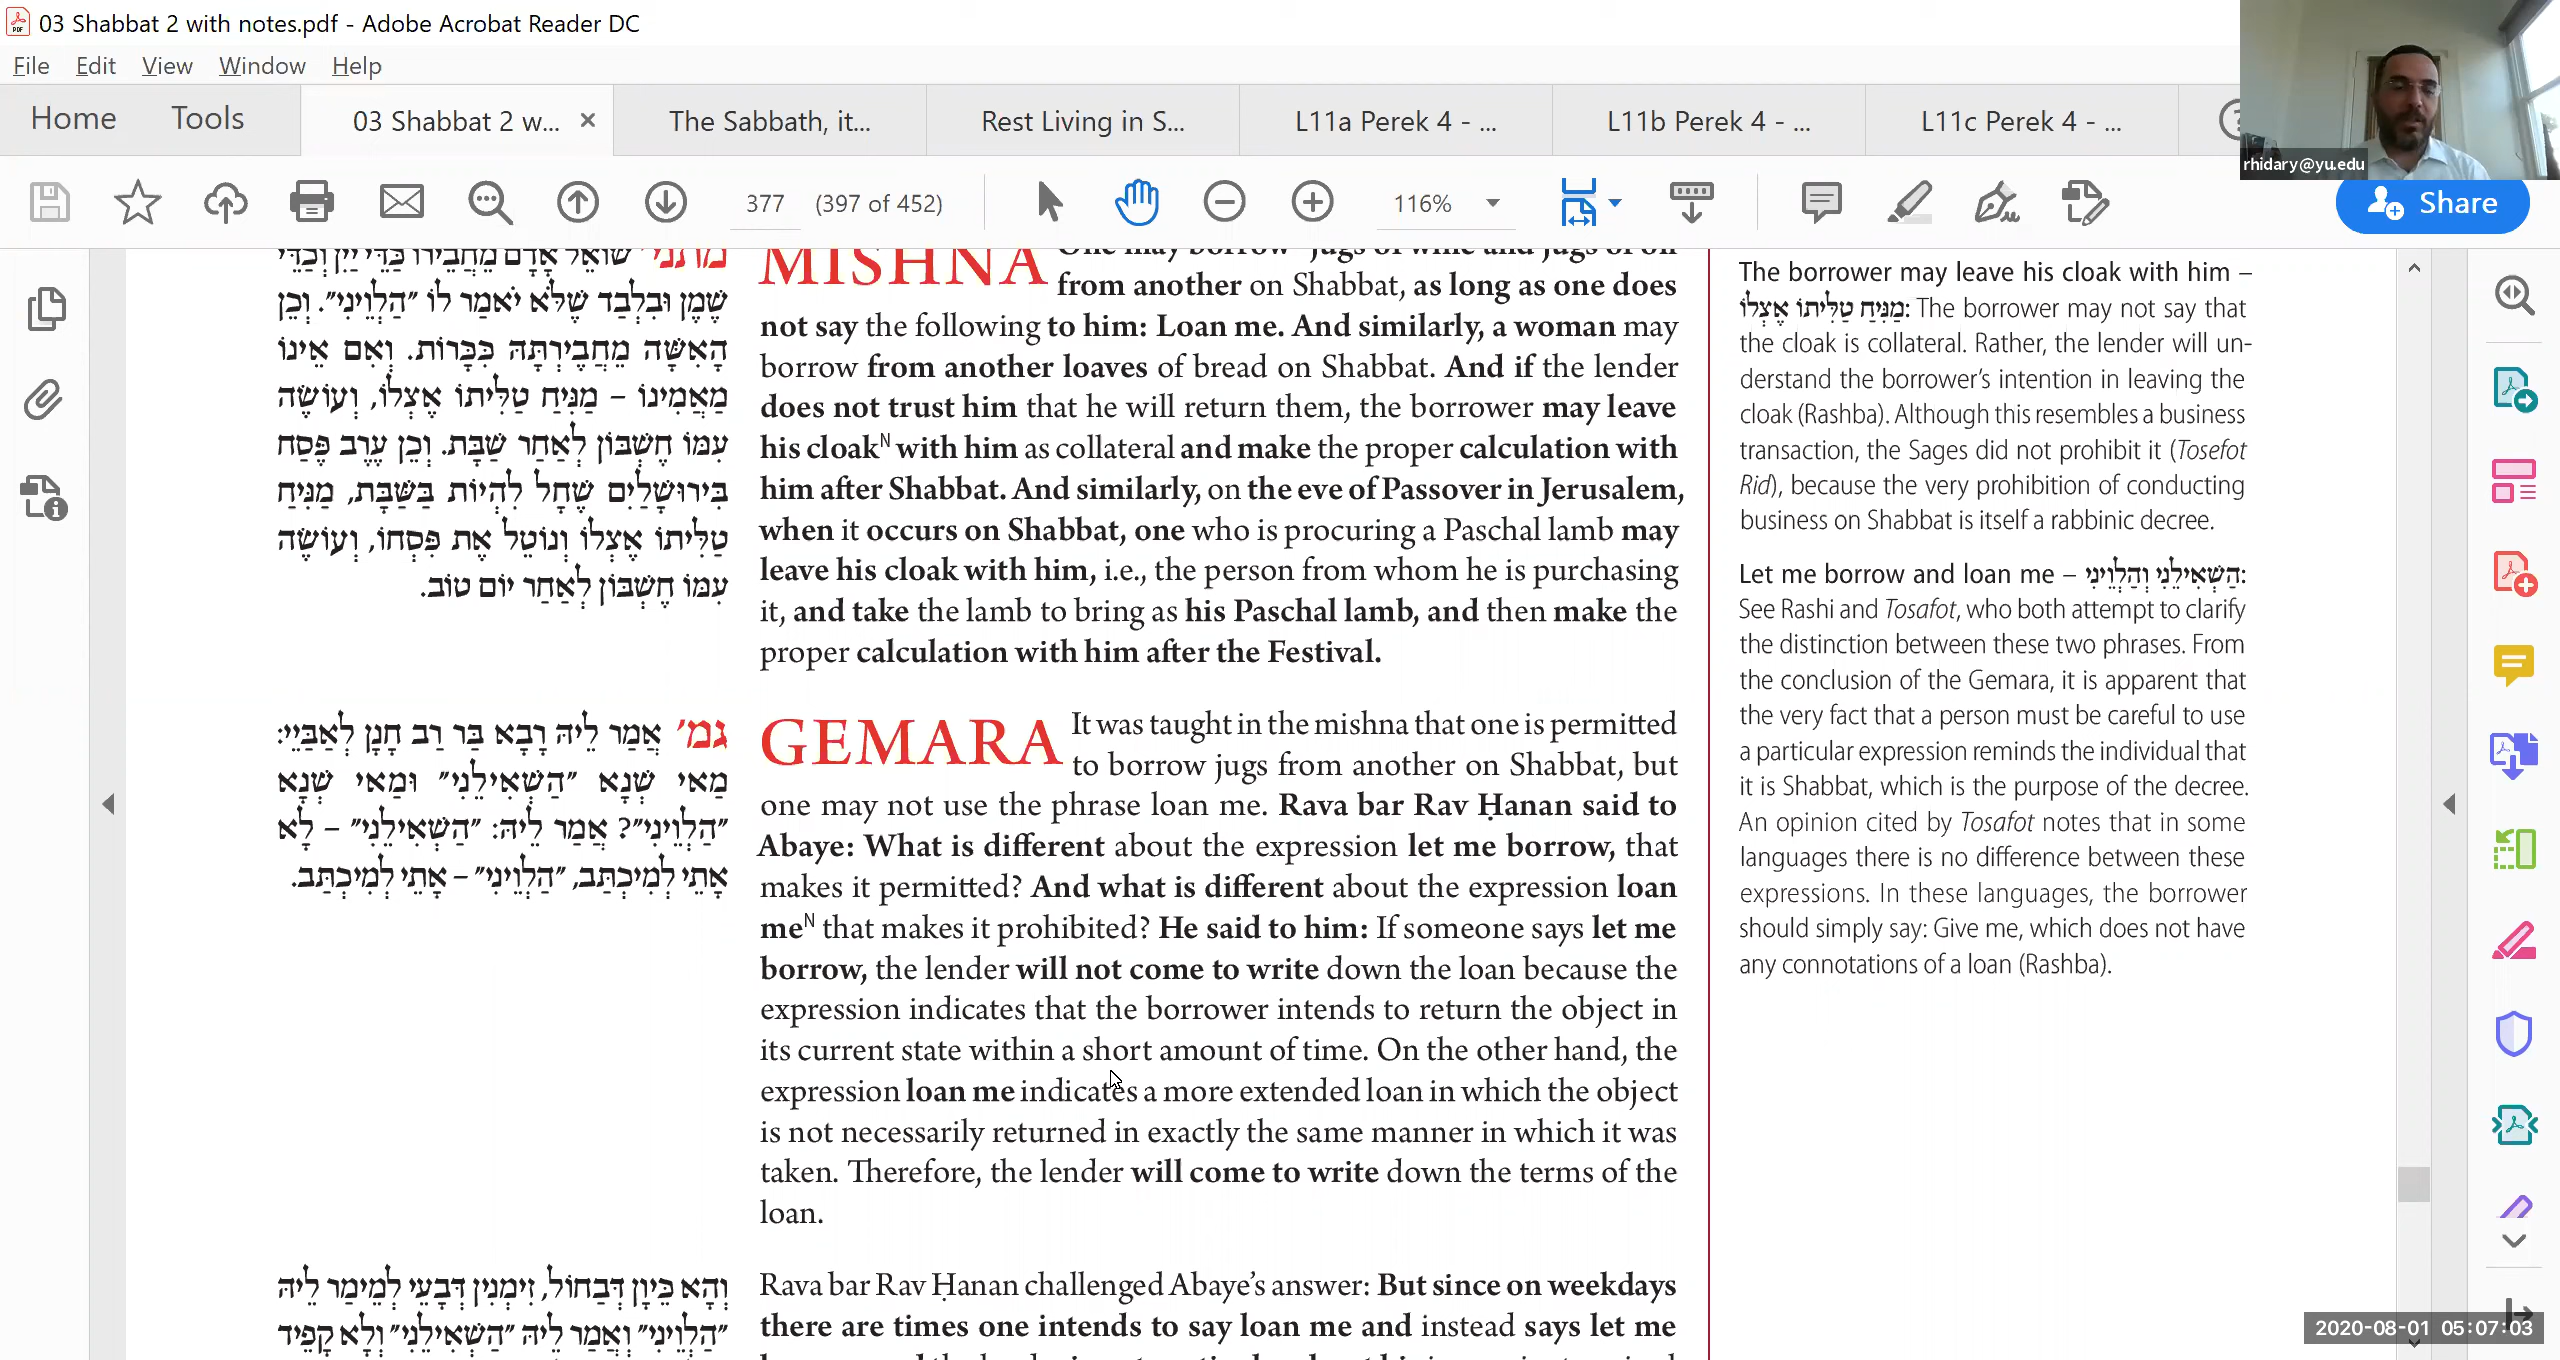 03 Shabbat 2 with notes.pdf - Adobe Acrobat Reader DC
File Edit View Window Help
Home Tools 03 Shabbat 2 w... × The Sabbath, it... Rest Living in S... L11a Perek 4 - ... L11b Perek 4 - ... L11c Perek 4 - ...
rhidary@yu.edu
377 (397 of 452) 116% Share
מתני׳ שׁוֹאֵל אָדָם מֵחֲבֵירוֹ כַּדֵּי יַיִן וְכַדֵּי
שֶׁמֶן וּבִלְבַד שֶׁלֹּא יֹאמַר לוֹ ״הַלְוֵינִי״. וְכֵן
הָאִשָּׁה מֵחֲבֶירְתָּהּ כִּכָּרוֹת. וְאִם אֵינוֹ
מַאֲמִינוֹ – מַנִּיחַ טַלִּיתוֹ אֶצְלוֹ, וְעוֹשֶׂה
עִמּוֹ חֶשְׁבּוֹן לְאַחַר שַׁבָּת. וְכֵן עֶרֶב פֶּסַח
בִּירוּשָׁלַיִם שֶׁחָל לִהְיוֹת בַּשַּׁבָּת, מַנִּיחַ
טַלִּיתוֹ אֶצְלוֹ וְנוֹטֵל אֶת פִּסְחוֹ, וְעוֹשֶׂה
עִמּוֹ חֶשְׁבּוֹן לְאַחַר יוֹם טוֹב.
MISHNA One may borrow jugs of wine and jugs of oil
from another on Shabbat, as long as one does
not say the following to him: Loan me. And similarly, a woman may
borrow from another loaves of bread on Shabbat. And if the lender
does not trust him that he will return them, the borrower may leave
his cloakᴺ with him as collateral and make the proper calculation with
him after Shabbat. And similarly, on the eve of Passover in Jerusalem,
when it occurs on Shabbat, one who is procuring a Paschal lamb may
leave his cloak with him, i.e., the person from whom he is purchasing
it, and take the lamb to bring as his Paschal lamb, and then make the
proper calculation with him after the Festival.
גמ׳ אֲמַר לֵיהּ רָבָא בַּר רַב חָנָן לְאַבַּיֵי:
מַאי שְׁנָא ״הַשְׁאִילֵנִי״ וּמַאי שְׁנָא
״הַלְוֵינִי״? אֲמַר לֵיהּ: ״הַשְׁאִילֵנִי״ – לָא
אָתֵי לְמִיכְתַּב, ״הַלְוֵינִי״ – אָתֵי לְמִיכְתַּב.
GEMARA It was taught in the mishna that one is permitted
to borrow jugs from another on Shabbat, but
one may not use the phrase loan me. Rava bar Rav Ḥanan said to
Abaye: What is different about the expression let me borrow, that
makes it permitted? And what is different about the expression loan
meᴺ that makes it prohibited? He said to him: If someone says let me
borrow, the lender will not come to write down the loan because the
expression indicates that the borrower intends to return the object in
its current state within a short amount of time. On the other hand, the
expression loan me indicates a more extended loan in which the object
is not necessarily returned in exactly the same manner in which it was
taken. Therefore, the lender will come to write down the terms of the
loan.
וְהָא כֵּיוָן דִּבַחוֹל, זִימְנִין דְּבָעֵי לְמֵימַר לֵיהּ
״הַלְוֵינִי״ וַאֲמַר לֵיהּ ״הַשְׁאִילֵנִי״ וְלָא קָפֵיד
Rava bar Rav Ḥanan challenged Abaye's answer: But since on weekdays
there are times one intends to say loan me and instead says let me
The borrower may leave his cloak with him –
מַנִּיחַ טַלִּיתוֹ אֶצְלוֹ: The borrower may not say that
the cloak is collateral. Rather, the lender will un-
derstand the borrower's intention in leaving the
cloak (Rashba). Although this resembles a business
transaction, the Sages did not prohibit it (Tosefot
Rid), because the very prohibition of conducting
business on Shabbat is itself a rabbinic decree.
Let me borrow and loan me – הַשְׁאִילֵנִי וְהַלְוֵינִי:
See Rashi and Tosafot, who both attempt to clarify
the distinction between these two phrases. From
the conclusion of the Gemara, it is apparent that
the very fact that a person must be careful to use
a particular expression reminds the individual that
it is Shabbat, which is the purpose of the decree.
An opinion cited by Tosafot notes that in some
languages there is no difference between these
expressions. In these languages, the borrower
should simply say: Give me, which does not have
any connotations of a loan (Rashba).
2020-08-01 05:07:03